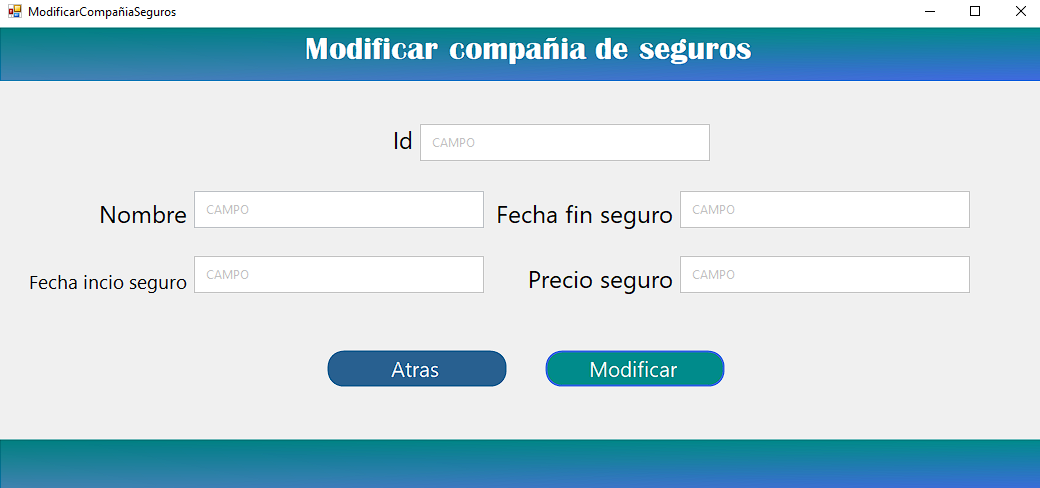 ModificarCompañiaSeguros
Modificar compañia de seguros
Id CAMPO
Nombre CAMPO Fecha fin seguro CAMPO
Fecha incio seguro CAMPO Precio seguro CAMPO
Atras Modificar